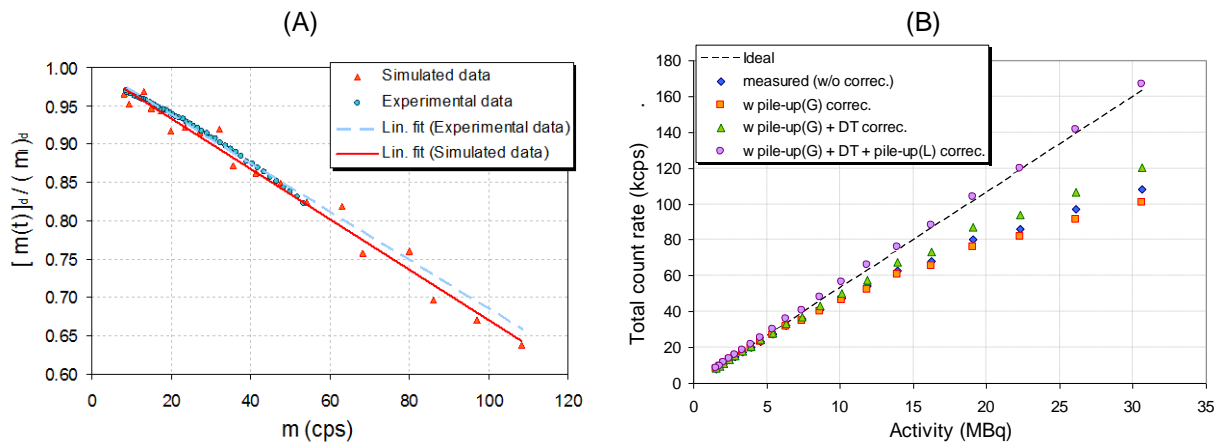 (A)
1.00
0.95
0.90
0.85
0.80
0.75
0.70
0.65
0.60
[ m(t))]d / ( m )d
Simulated data
Experimental data
Lin. fit (Experimental data)
Lin. fit (Simulated data)
0 20 40 60 80 100 120
m (cps)
(B)
180
160
140
120
100
80
60
40
20
0
Total count rate (kcps)
Ideal
measured (w/o correc.)
w pile-up(G) correc.
w pile-up(G) + DT correc.
w pile-up(G) + DT + pile-up(L) correc.
0 5 10 15 20 25 30 35
Activity (MBq)